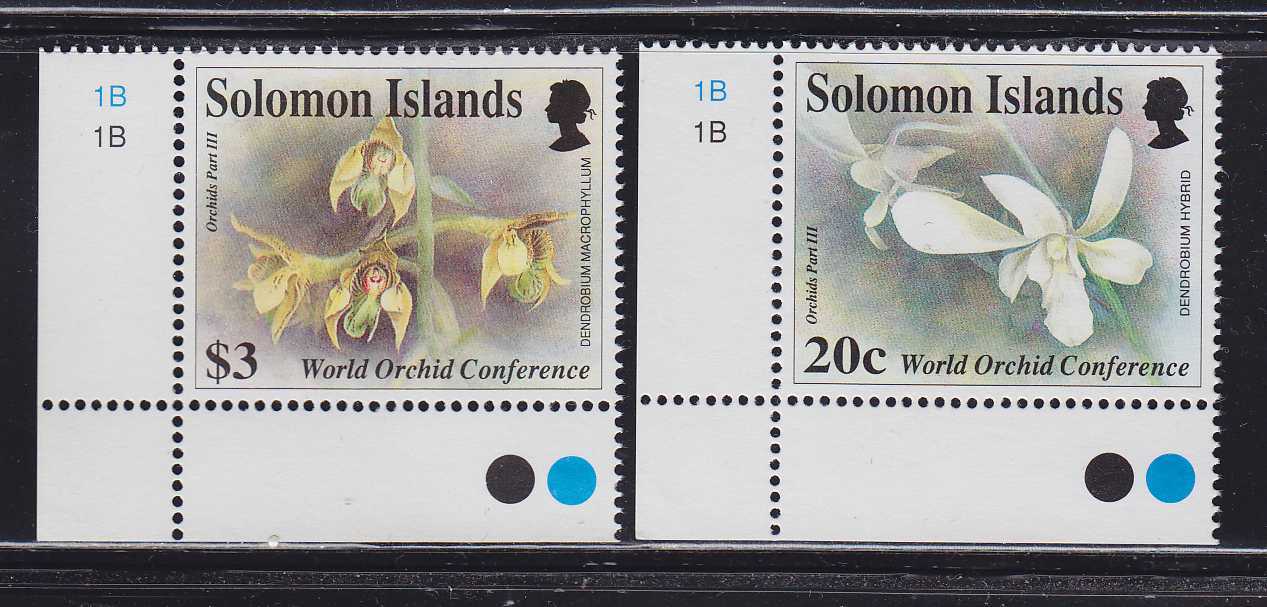 1B
1B
Solomon Islands
Orchids Part III
DENDROBIUM MACROPHYLLUM
$3
World Orchid Conference
1B
1B
Solomon Islands
Orchids Part III
DENDROBIUM HYBRID
20c
World Orchid Conference